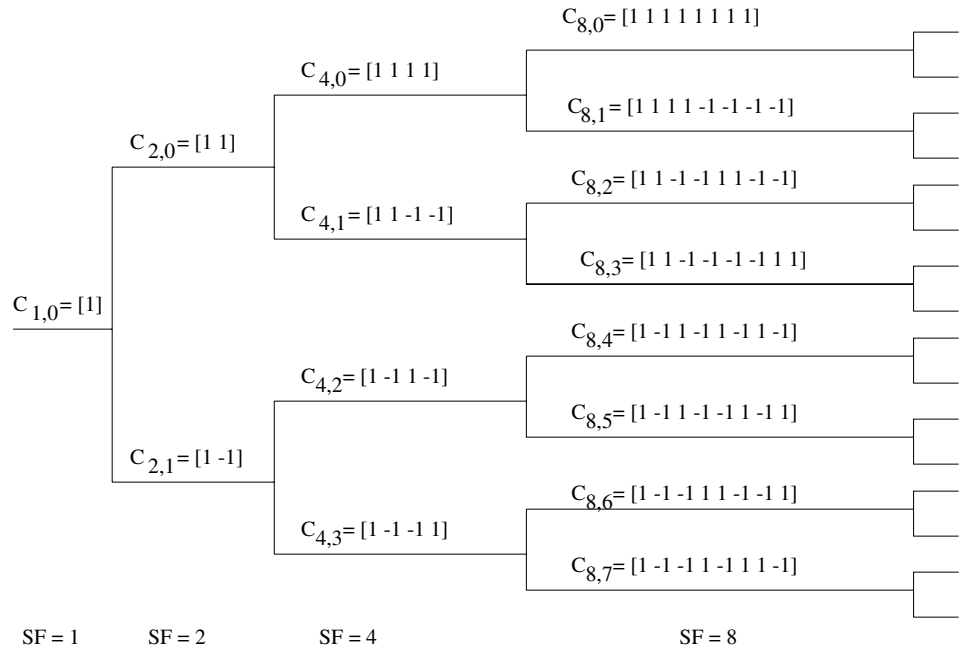 C8,0= [1 1 1 1 1 1 1 1]
C4,0= [1 1 1 1]
C8,1= [1 1 1 1 -1 -1 -1 -1]
C2,0= [1 1]
C8,2= [1 1 -1 -1 1 1 -1 -1]
C4,1= [1 1 -1 -1]
C8,3= [1 1 -1 -1 -1 -1 1 1]
C1,0= [1]
C8,4= [1 -1 1 -1 1 -1 1 -1]
C4,2= [1 -1 1 -1]
C8,5= [1 -1 1 -1 -1 1 -1 1]
C2,1= [1 -1]
C8,6= [1 -1 -1 1 1 -1 -1 1]
C4,3= [1 -1 -1 1]
C8,7= [1 -1 -1 1 -1 1 1 -1]
SF = 1 SF = 2 SF = 4 SF = 8